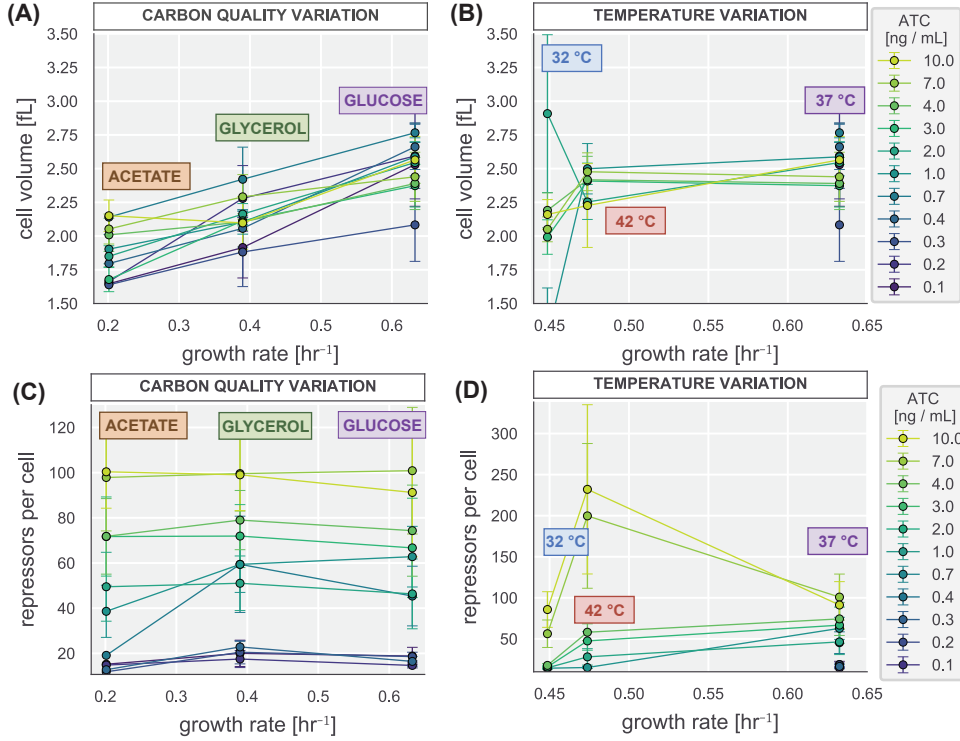 (A)
CARBON QUALITY VARIATION
3.50
3.25
3.00
2.75
2.50
2.25
2.00
1.75
1.50
cell volume [fL]
ACETATE
GLYCEROL
GLUCOSE
0.2 0.3 0.4 0.5 0.6
growth rate [hr⁻¹]
(B)
TEMPERATURE VARIATION
3.50
3.25
3.00
2.75
2.50
2.25
2.00
1.75
1.50
cell volume [fL]
32 °C
37 °C
42 °C
0.45 0.50 0.55 0.60 0.65
growth rate [hr⁻¹]
ATC
[ng / mL]
10.0
7.0
4.0
3.0
2.0
1.0
0.7
0.4
0.3
0.2
0.1
(C)
CARBON QUALITY VARIATION
120
100
80
60
40
20
repressors per cell
ACETATE
GLYCEROL
GLUCOSE
0.2 0.3 0.4 0.5 0.6
growth rate [hr⁻¹]
(D)
TEMPERATURE VARIATION
300
250
200
150
100
50
repressors per cell
32 °C
37 °C
42 °C
0.45 0.50 0.55 0.60 0.65
growth rate [hr⁻¹]
ATC
[ng / mL]
10.0
7.0
4.0
3.0
2.0
1.0
0.7
0.4
0.3
0.2
0.1